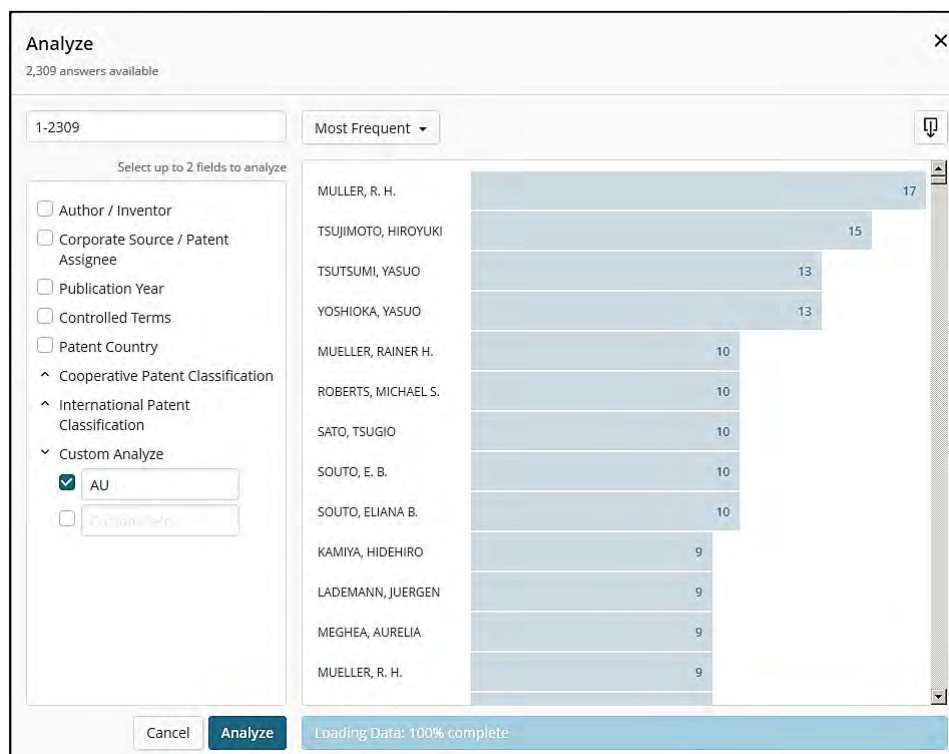 Analyze
2,309 answers available
1-2309
Most Frequent
Select up to 2 fields to analyze
Author / Inventor
Corporate Source / Patent
Assignee
Publication Year
Controlled Terms
Patent Country
Cooperative Patent Classification
International Patent
Classification
Custom Analyze
AU
MULLER, R. H. 17
TSUJIMOTO, HIROYUKI 15
TSUTSUMI, YASUO 13
YOSHIOKA, YASUO 13
MUELLER, RAINER H. 10
ROBERTS, MICHAEL S. 10
SATO, TSUGIO 10
SOUTO, E. B. 10
SOUTO, ELIANA B. 10
KAMIYA, HIDEHIRO 9
LADEMANN, JUERGEN 9
MEGHEA, AURELIA 9
MUELLER, R. H. 9
Cancel
Analyze
Loading Data: 100% complete